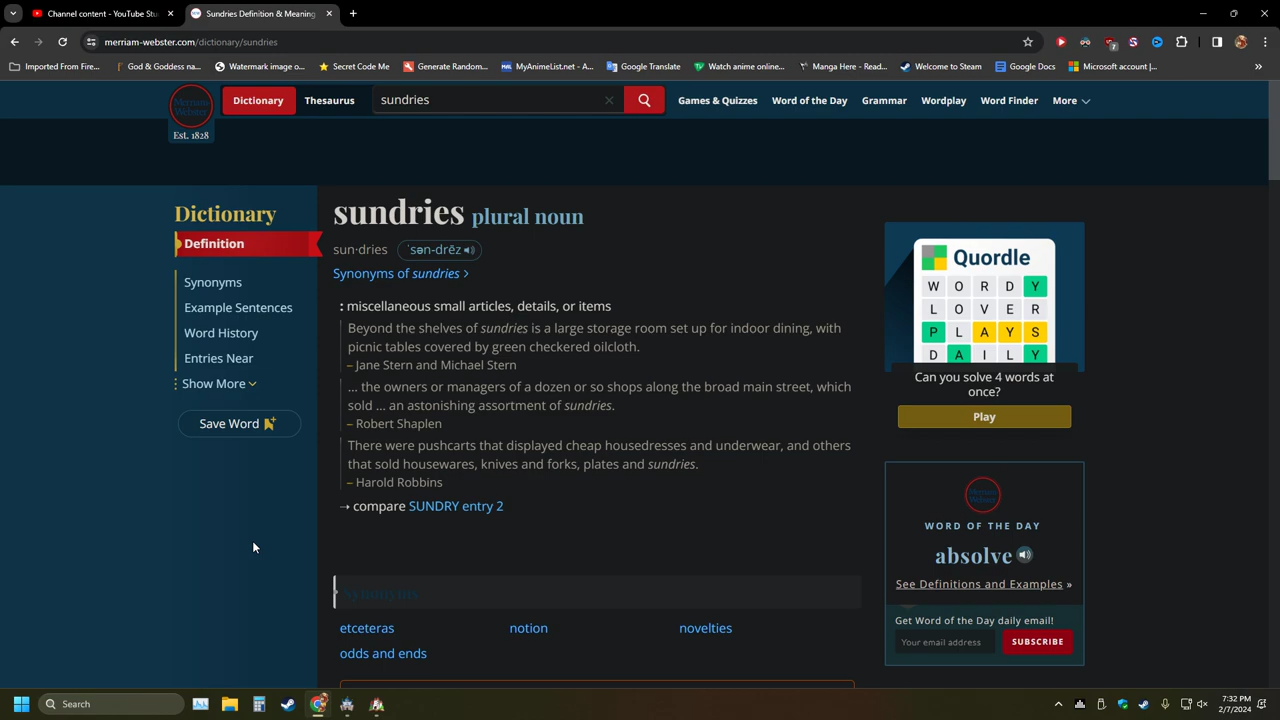 Channel content - YouTube Stu
Sundries Definition & Meaning
merriam-webster.com/dictionary/sundries
Imported From Fire...
God & Goddess na...
Watermark image o...
Secret Code Me
Generate Random...
MyAnimeList.net - A...
Google Translate
Watch anime online...
Manga Here - Readi...
Welcome to Steam
Google Docs
Microsoft account |...
Merriam-Webster
Est. 1828
Dictionary
Thesaurus
sundries
Games & Quizzes
Word of the Day
Grammar
Wordplay
Word Finder
More
Dictionary
Definition
Synonyms
Example Sentences
Word History
Entries Near
Show More
Save Word
sundries plural noun
sun·dries ˈsən-drēz
Synonyms of sundries >
: miscellaneous small articles, details, or items
Beyond the shelves of sundries is a large storage room set up for indoor dining, with
picnic tables covered by green checkered oilcloth.
– Jane Stern and Michael Stern
... the owners or managers of a dozen or so shops along the broad main street, which
sold ... an astonishing assortment of sundries.
– Robert Shaplen
There were pushcarts that displayed cheap housedresses and underwear, and others
that sold housewares, knives and forks, plates and sundries.
– Harold Robbins
→ compare SUNDRY entry 2
Synonyms
etceteras
notion
novelties
odds and ends
Quordle
W O R D Y
L O V E R
P L A Y S
D A I L Y
Can you solve 4 words at
once?
Play
Merriam-Webster
WORD OF THE DAY
absolve
See Definitions and Examples »
Get Word of the Day daily email!
Your email address
SUBSCRIBE
Search
7:32 PM
2/7/2024